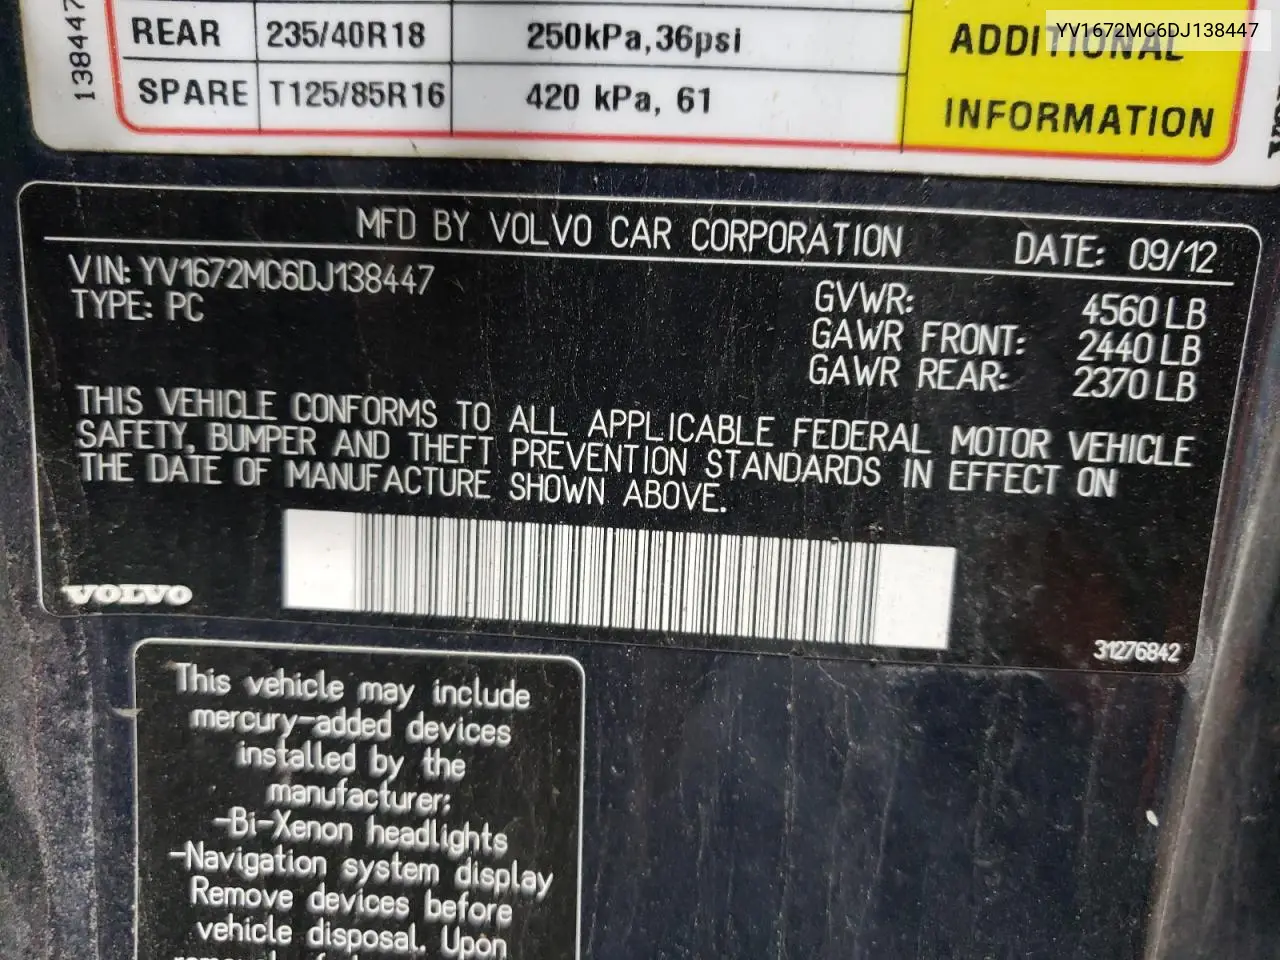 138447
REAR 235/40R18 250kPa,36psi
SPARE T125/85R16 420 kPa, 61
ADDITIONAL
INFORMATION
YV1672MC6DJ138447
MFD BY VOLVO CAR CORPORATION DATE: 09/12
VIN: YV1672MC6DJ138447
TYPE: PC
GVWR: 4560 LB
GAWR FRONT: 2440 LB
GAWR REAR: 2370 LB
THIS VEHICLE CONFORMS TO ALL APPLICABLE FEDERAL MOTOR VEHICLE
SAFETY, BUMPER AND THEFT PREVENTION STANDARDS IN EFFECT ON
THE DATE OF MANUFACTURE SHOWN ABOVE.
VOLVO
31276842
This vehicle may include
mercury-added devices
installed by the
manufacturer:
-Bi-Xenon headlights
-Navigation system display
Remove devices before
vehicle disposal. Upon